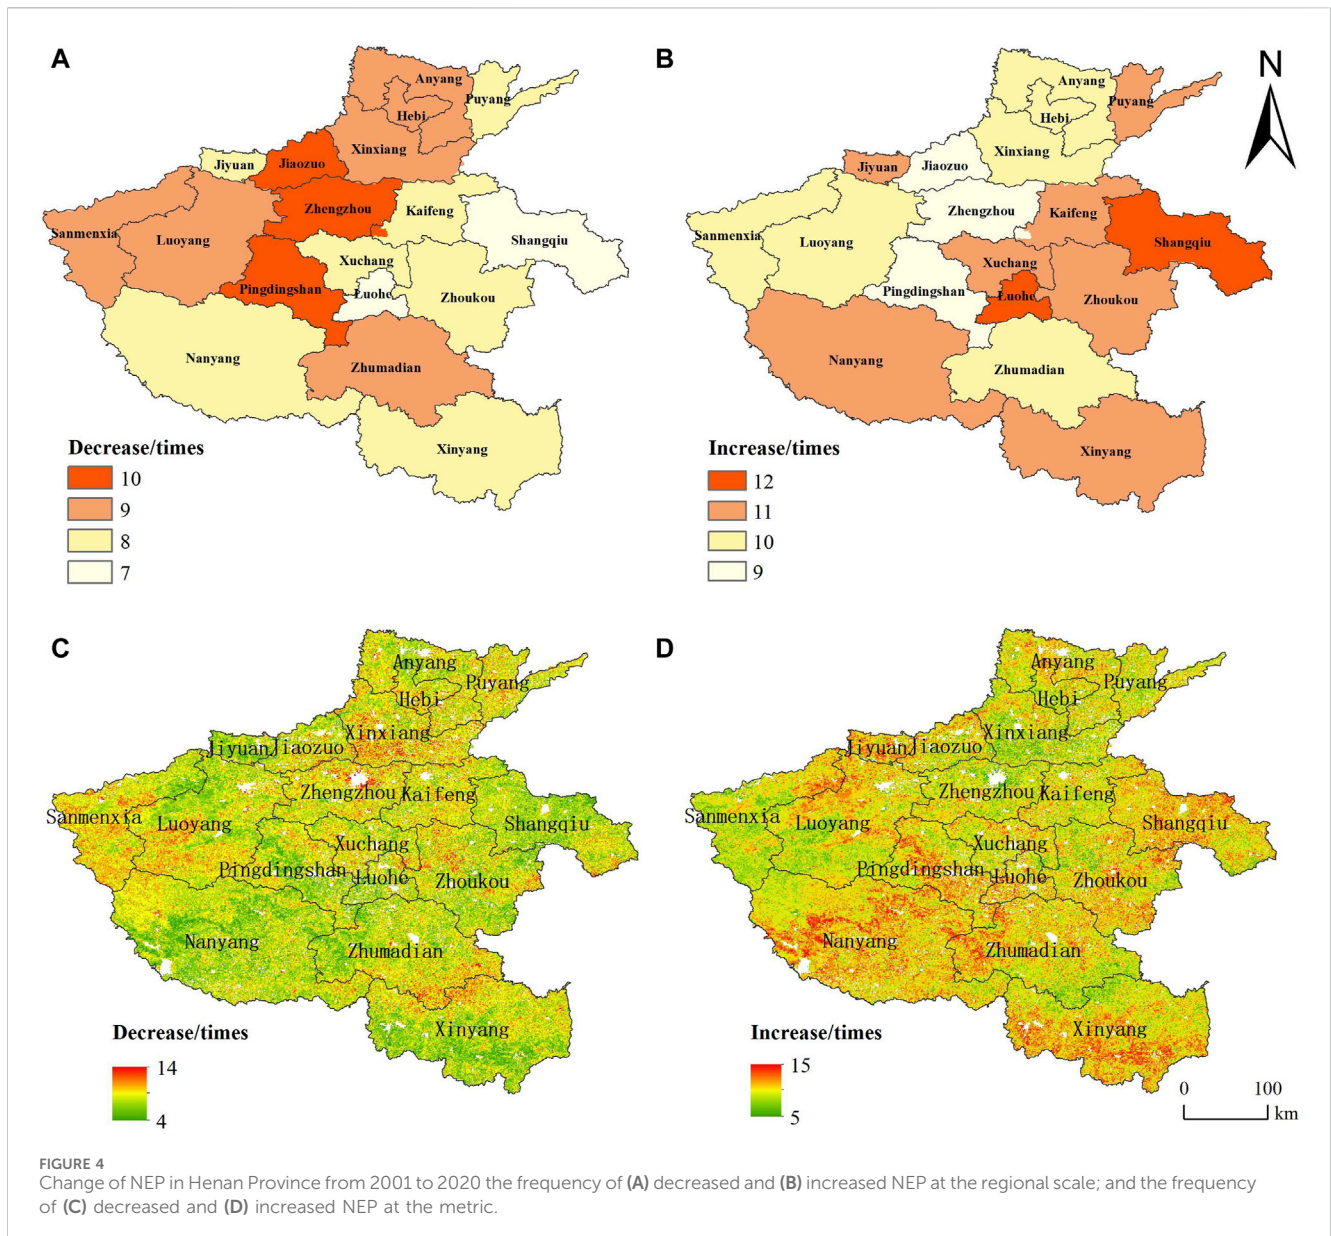 A
Anyang
Puyang
Hebi
Xinxiang
Jiyuan
Jiaozuo
Zhengzhou
Kaifeng
Sanmenxia
Luoyang
Shangqiu
Xuchang
Pingdingshan
Luohe
Zhoukou
Nanyang
Zhumadian
Xinyang
Decrease/times
10
9
8
7
B
N
Anyang
Puyang
Hebi
Xinxiang
Jiyuan
Jiaozuo
Zhengzhou
Kaifeng
Sanmenxia
Luoyang
Shangqiu
Xuchang
Pingdingshan
Luohe
Zhoukou
Nanyang
Zhumadian
Xinyang
Increase/times
12
11
10
9
C
Anyang
Puyang
Hebi
Xinxiang
Jiyuan
Jiaozuo
Zhengzhou
Kaifeng
Sanmenxia
Luoyang
Shangqiu
Xuchang
Pingdingshan
Luohe
Zhoukou
Nanyang
Zhumadian
Xinyang
Decrease/times
14
4
D
Anyang
Puyang
Hebi
Xinxiang
Jiyuan
Jiaozuo
Zhengzhou
Kaifeng
Sanmenxia
Luoyang
Shangqiu
Xuchang
Pingdingshan
Luohe
Zhoukou
Nanyang
Zhumadian
Xinyang
Increase/times
15
5
0 100
km
FIGURE 4
Change of NEP in Henan Province from 2001 to 2020 the frequency of (A) decreased and (B) increased NEP at the regional scale; and the frequency
of (C) decreased and (D) increased NEP at the metric.